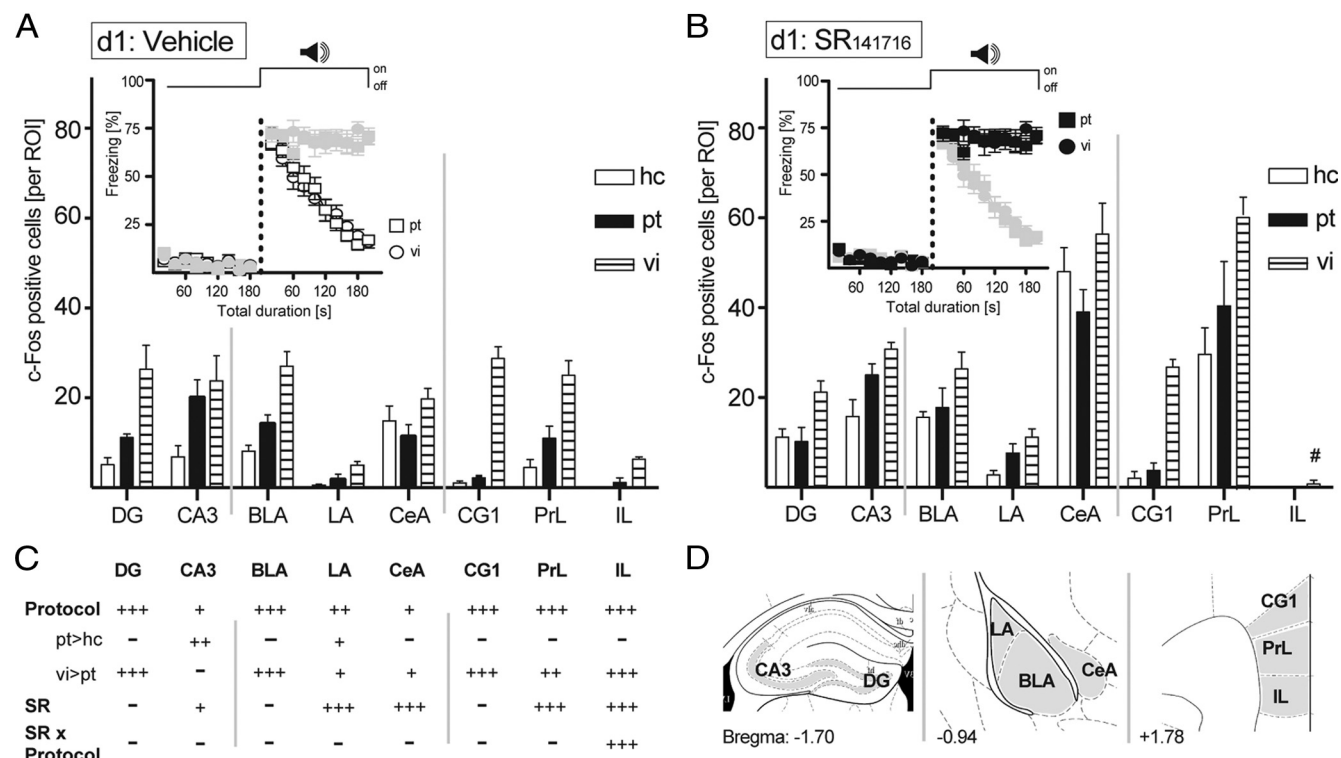 A
d1: Vehicle
on
off
c-Fos positive cells [per ROI]
80
60
40
20
Freezing [%]
100
75
50
25
60 120 180 60 120 180
Total duration [s]
pt
vi
hc
pt
vi
DG CA3 BLA LA CeA CG1 PrL IL
B
d1: SR141716
on
off
c-Fos positive cells [per ROI]
80
60
40
20
Freezing [%]
100
75
50
25
60 120 180 60 120 180
Total duration [s]
pt
vi
hc
pt
vi
#
DG CA3 BLA LA CeA CG1 PrL IL
C
DG CA3 BLA LA CeA CG1 PrL IL
Protocol +++ + +++ ++ + +++ +++ +++
pt>hc – ++ – + – – – –
vi>pt +++ – +++ + + +++ ++ +++
SR – + – +++ +++ – +++ +++
SR x
Protocol – – – – – – – +++
D
CA3
DG
Bregma: -1.70
LA
BLA
CeA
-0.94
CG1
PrL
IL
+1.78